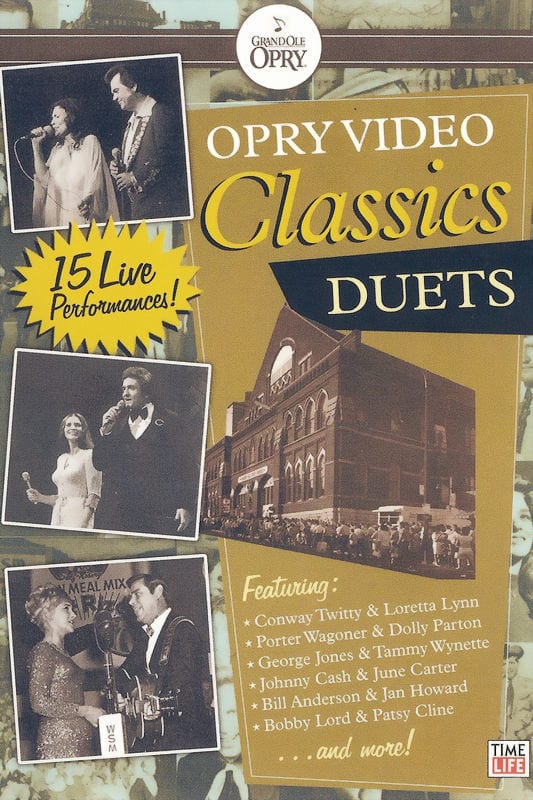 GRAND OLE
OPRY
OPRY VIDEO
Classics
DUETS
15 Live
Performances!
MEAL MIX
WSM
Featuring:
★ Conway Twitty & Loretta Lynn
★ Porter Wagoner & Dolly Parton
★ George Jones & Tammy Wynette
★ Johnny Cash & June Carter
★ Bill Anderson & Jan Howard
★ Bobby Lord & Patsy Cline
...and more!
TIME
LIFE